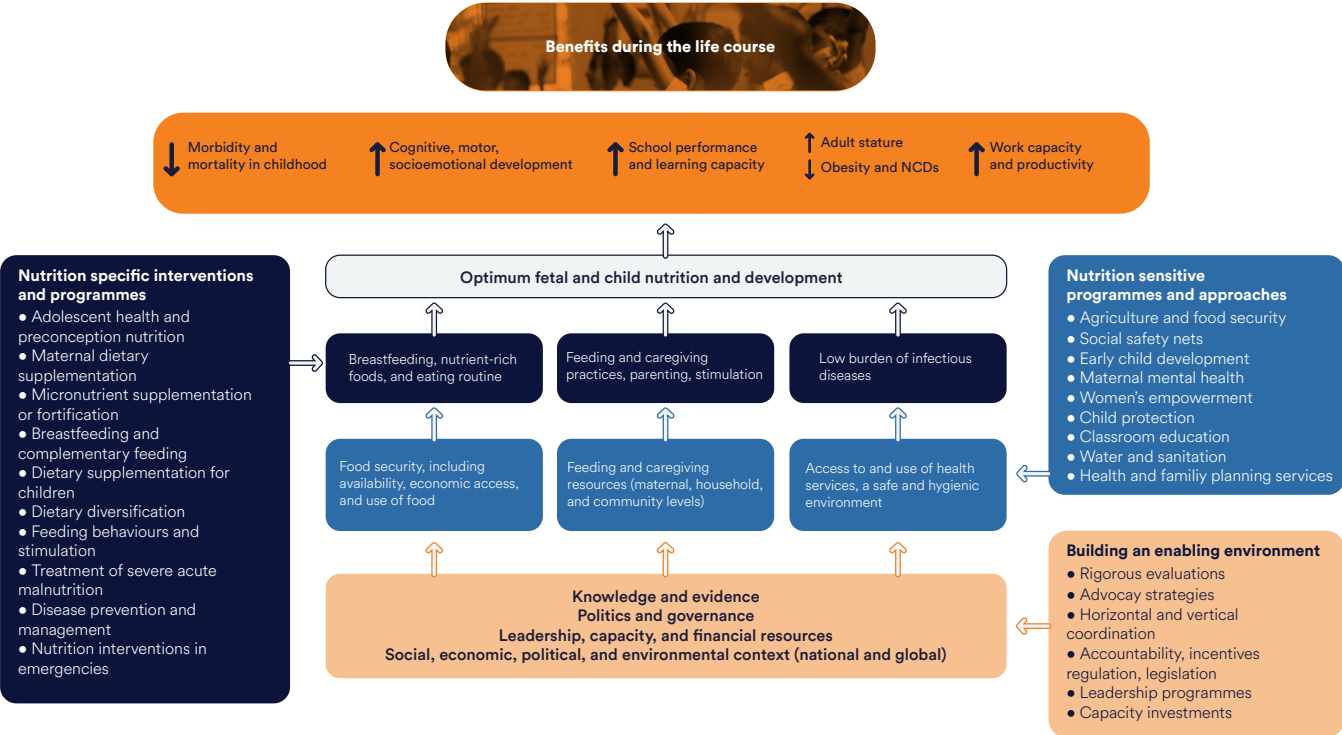 Benefits during the life course
Morbidity and
mortality in childhood
Cognitive, motor,
socioemotional development
School performance
and learning capacity
Adult stature
Obesity and NCDs
Work capacity
and productivity
Nutrition specific interventions
and programmes
● Adolescent health and
preconception nutrition
● Maternal dietary
supplementation
● Micronutrient supplementation
or fortification
● Breastfeeding and
complementary feeding
● Dietary supplementation for
children
● Dietary diversification
● Feeding behaviours and
stimulation
● Treatment of severe acute
malnutrition
● Disease prevention and
management
● Nutrition interventions in
emergencies
Optimum fetal and child nutrition and development
Breastfeeding, nutrient-rich
foods, and eating routine
Feeding and caregiving
practices, parenting, stimulation
Low burden of infectious
diseases
Food security, including
availability, economic access,
and use of food
Feeding and caregiving
resources (maternal, household,
and community levels)
Access to and use of health
services, a safe and hygienic
environment
Knowledge and evidence
Politics and governance
Leadership, capacity, and financial resources
Social, economic, political, and environmental context (national and global)
Nutrition sensitive
programmes and approaches
● Agriculture and food security
● Social safety nets
● Early child development
● Maternal mental health
● Women's empowerment
● Child protection
● Classroom education
● Water and sanitation
● Health and familiy planning services
Building an enabling environment
● Rigorous evaluations
● Advocay strategies
● Horizontal and vertical
coordination
● Accountability, incentives
regulation, legislation
● Leadership programmes
● Capacity investments